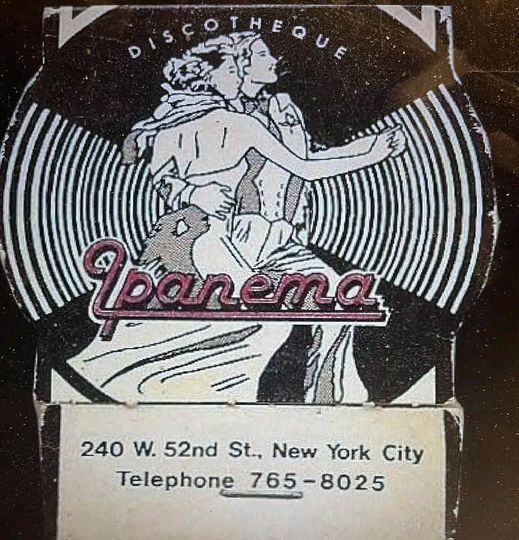 DISCOTHEQUE
Ipanema
240 W. 52nd St., New York City
Telephone 765-8025